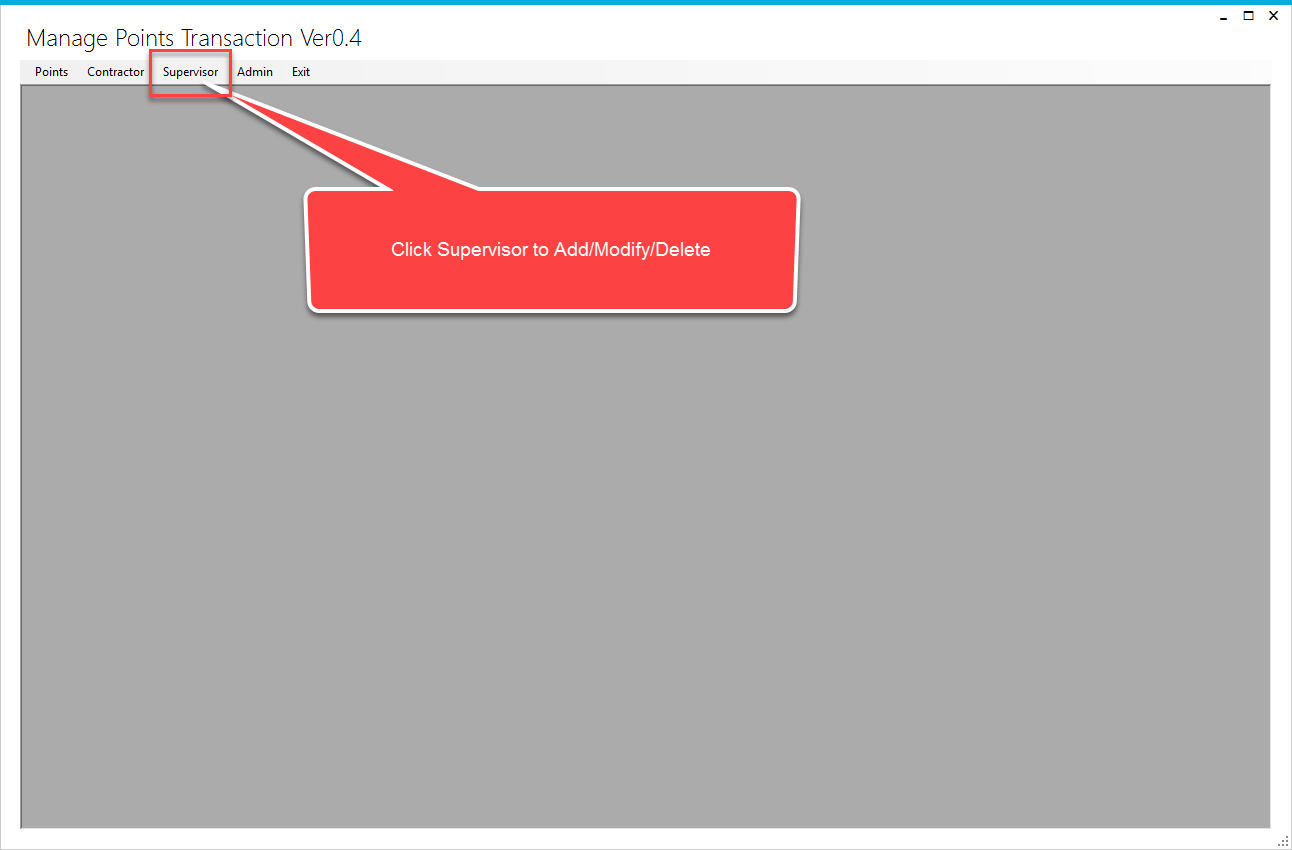 Manage Points Transaction Ver0.4
Points Contractor Supervisor Admin Exit
Click Supervisor to Add/Modify/Delete